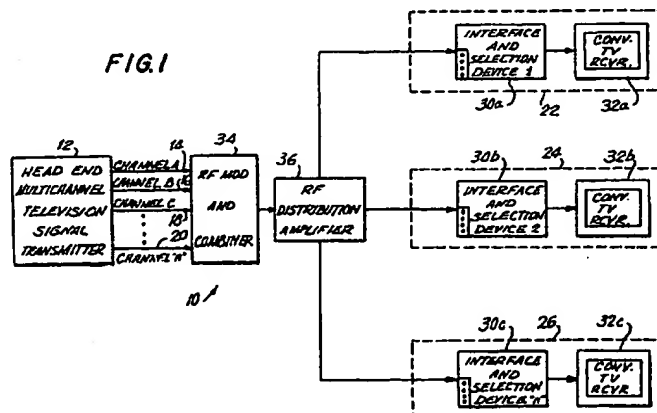 FIG.1
INTERFACE
AND
SELECTION
DEVICE 1
CONV.
TV
RCVR.
30a
22
32a
12
14
34
HEAD END
MULTICHANNEL
TELEVISION
SIGNAL
TRANSMITTER
CHANNEL A
CHANNEL B
16
CHANNEL C
18
20
CHANNEL "N"
RF MOD
AND
COMBINER
36
RF
DISTRIBUTION
AMPLIFIER
10
30b
24
32b
INTERFACE
AND
SELECTION
DEVICE 2
CONV.
TV
RCVR.
30c
26
32c
INTERFACE
AND
SELECTION
DEVICE "N"
CONV.
TV
RCVR.